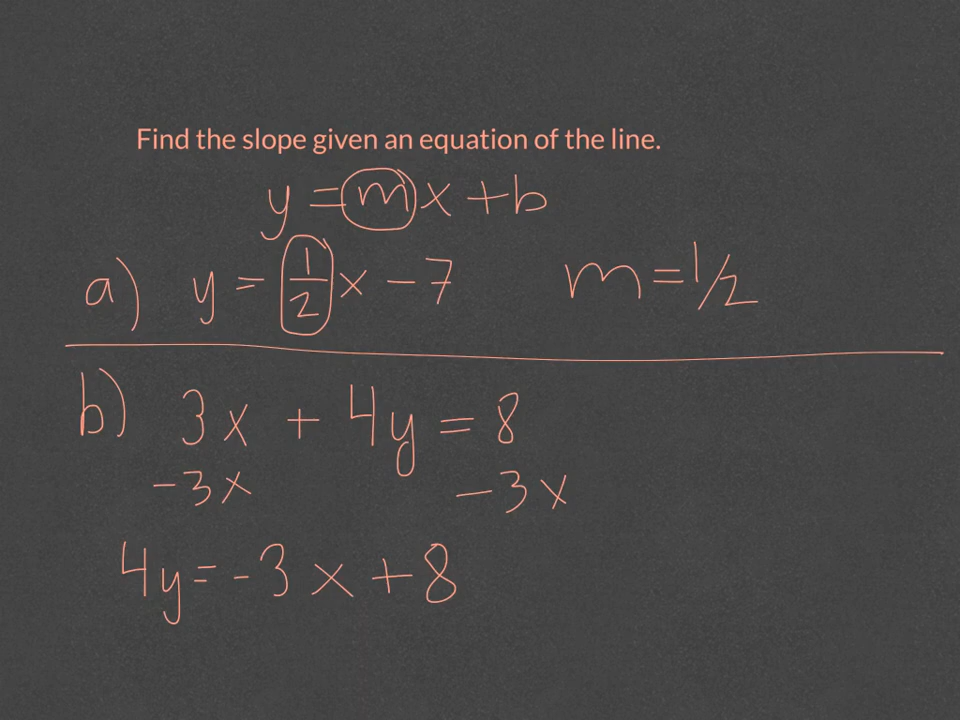 Find the slope given an equation of the line.
y = mx + b
a) y = 1/2 x - 7 m = 1/2
b) 3x + 4y = 8
-3x -3x
4y = -3x + 8